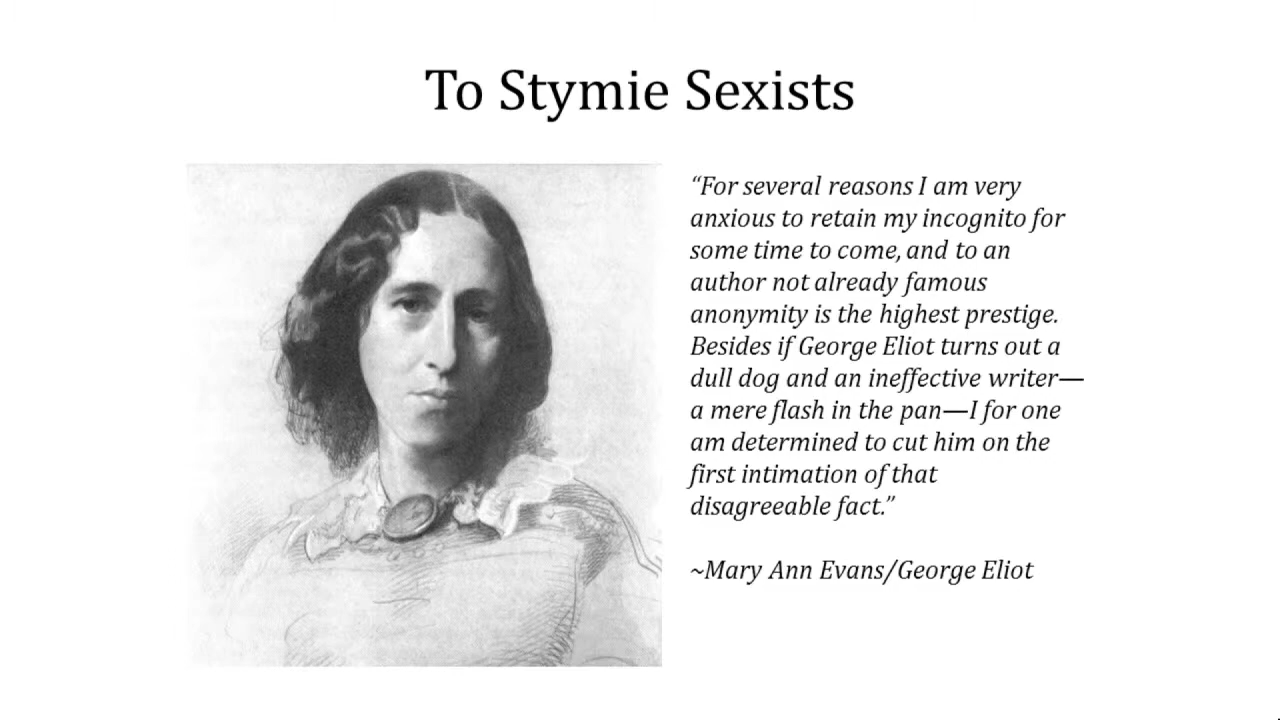 To Stymie Sexists
“For several reasons I am very
anxious to retain my incognito for
some time to come, and to an
author not already famous
anonymity is the highest prestige.
Besides if George Eliot turns out a
dull dog and an ineffective writer—
a mere flash in the pan—I for one
am determined to cut him on the
first intimation of that
disagreeable fact.”
~Mary Ann Evans/George Eliot